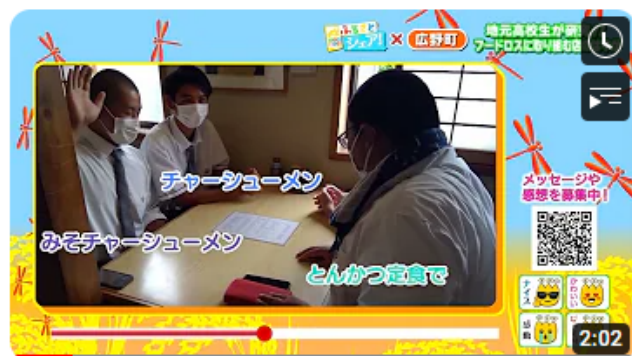 ふるさと
シェア!
×
広野町
地元高校生が研
フードロスに取り組む店
チャーシューメン
みそチャーシューメン
とんかつ定食で
メッセージや
感想を募集中!
ナイス
かわいい
感動
2:02